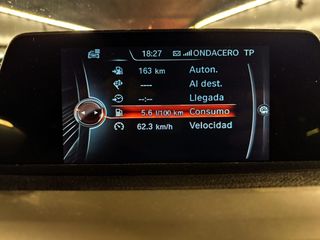 18:27 ONDACERO TP
163 km Auton.
---- Al dest.
--:-- Llegada
5.6 l/100 km Consumo
62.3 km/h Velocidad